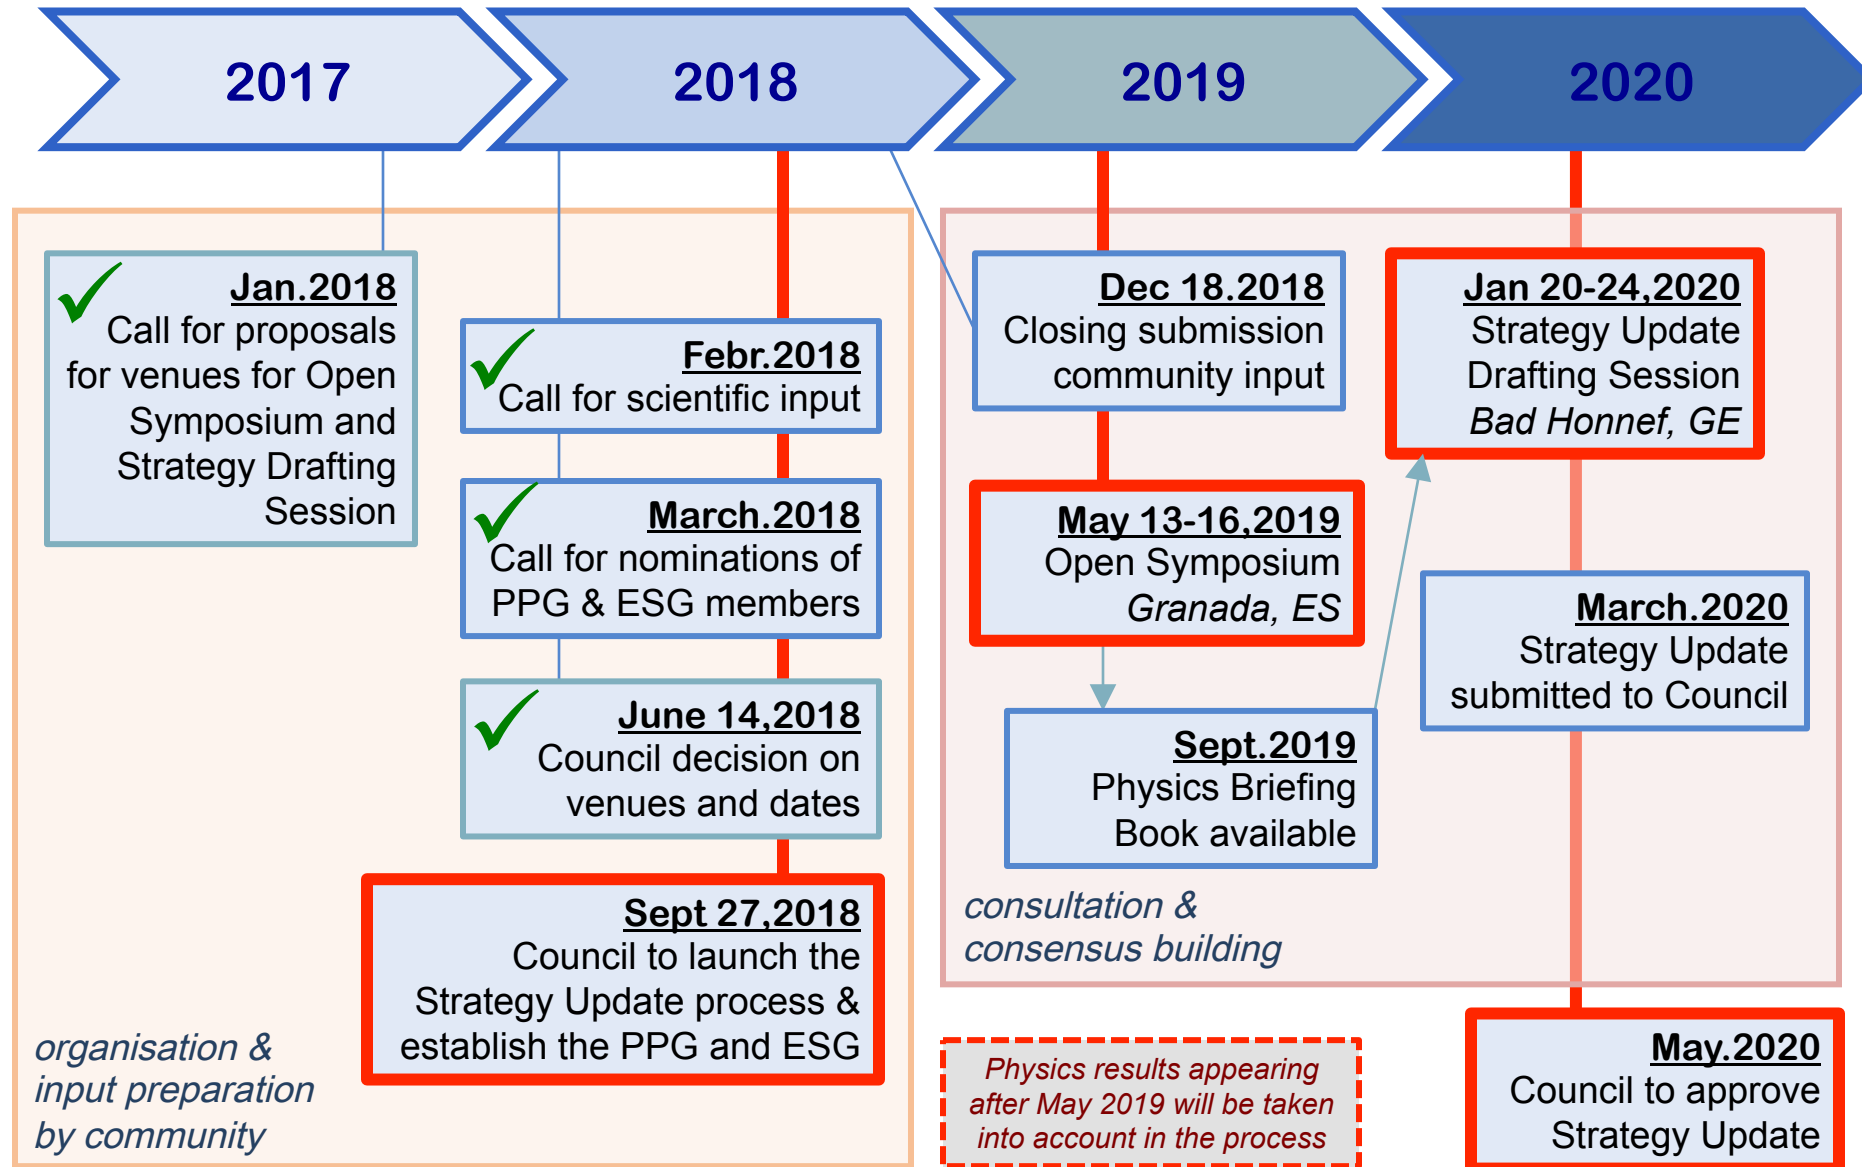 2017
2018
2019
2020
Jan.2018
Call for proposals
for venues for Open
Symposium and
Strategy Drafting
Session
Febr.2018
Call for scientific input
March.2018
Call for nominations of
PPG & ESG members
June 14,2018
Council decision on
venues and dates
Sept 27,2018
Council to launch the
Strategy Update process &
establish the PPG and ESG
organisation &
input preparation
by community
Dec 18.2018
Closing submission
community input
May 13-16,2019
Open Symposium
Granada, ES
Sept.2019
Physics Briefing
Book available
consultation &
consensus building
Jan 20-24,2020
Strategy Update
Drafting Session
Bad Honnef, GE
March.2020
Strategy Update
submitted to Council
Physics results appearing
after May 2019 will be taken
into account in the process
May.2020
Council to approve
Strategy Update